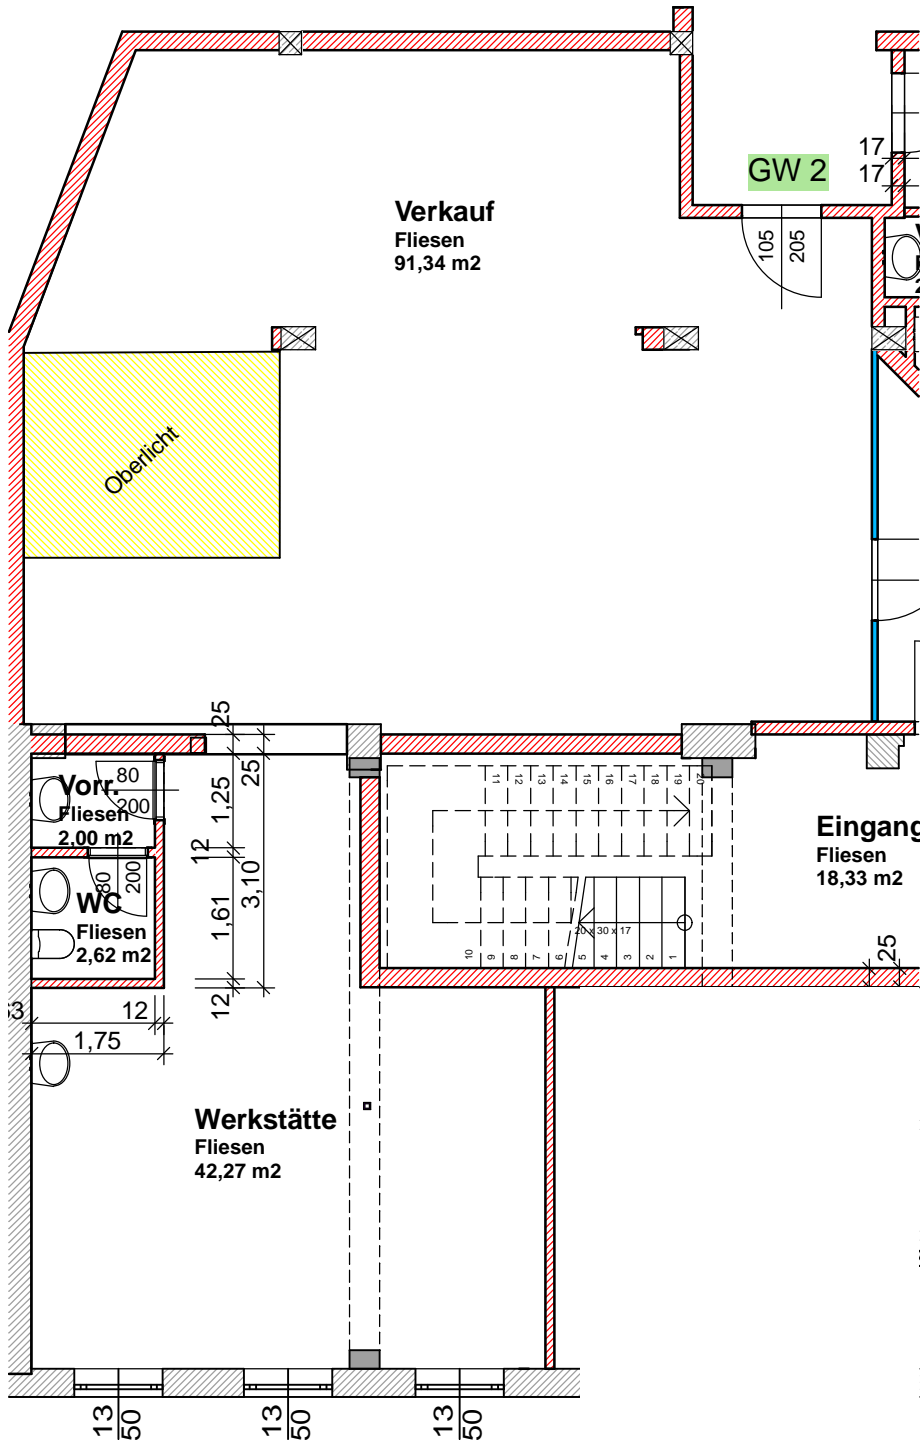 GW 2
17
17
Verkauf
Fliesen
91,34 m2
105
205
Oberlicht
25
25
1,25
12
1,61
3,10
12
Vorr.
Fliesen
2,00 m2
80
200
WC
Fliesen
2,62 m2
80
200
11
12
13
14
15
16
17
18
19
20
10
9
8
7
6
5
4
3
2
1
20 x 30 x 17
Eingang
Fliesen
18,33 m2
25
12
1,75
Werkstätte
Fliesen
42,27 m2
13
50
13
50
13
50